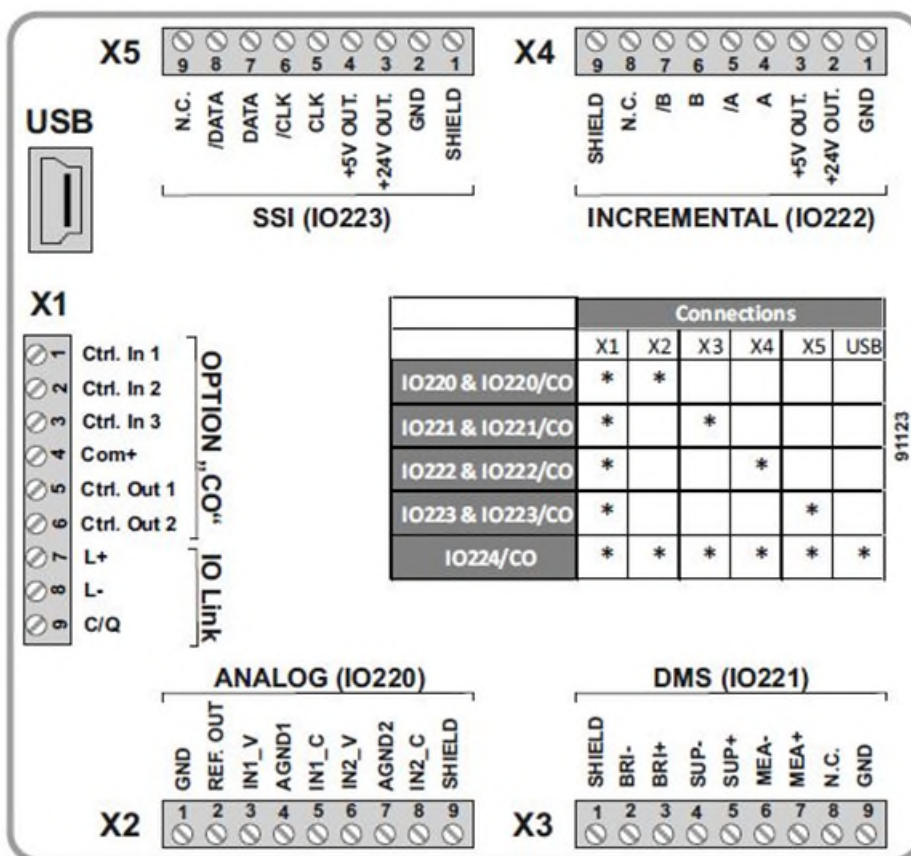 X5
9 8 7 6 5 4 3 2 1
N.C. /DATA DATA /CLK CLK +5V OUT. +24V OUT. GND SHIELD
SSI (IO223)
X4
9 8 7 6 5 4 3 2 1
SHIELD N.C. /B B /A A +5V OUT. +24V OUT. GND
INCREMENTAL (IO222)
USB
X1
1 Ctrl. In 1
2 Ctrl. In 2
3 Ctrl. In 3
4 Com+
5 Ctrl. Out 1
6 Ctrl. Out 2
7 L+
8 L-
9 C/Q
OPTION „CO“
IO Link
Connections
X1 X2 X3 X4 X5 USB
IO220 & IO220/CO * *
IO221 & IO221/CO * *
IO222 & IO222/CO * *
IO223 & IO223/CO * *
IO224/CO * * * * * *
91123
ANALOG (IO220)
GND REF. OUT IN1_V AGND1 IN1_C IN2_V AGND2 IN2_C SHIELD
1 2 3 4 5 6 7 8 9
X2
DMS (IO221)
SHIELD BRI- BRI+ SUP- SUP+ MEA- MEA+ N.C. GND
1 2 3 4 5 6 7 8 9
X3